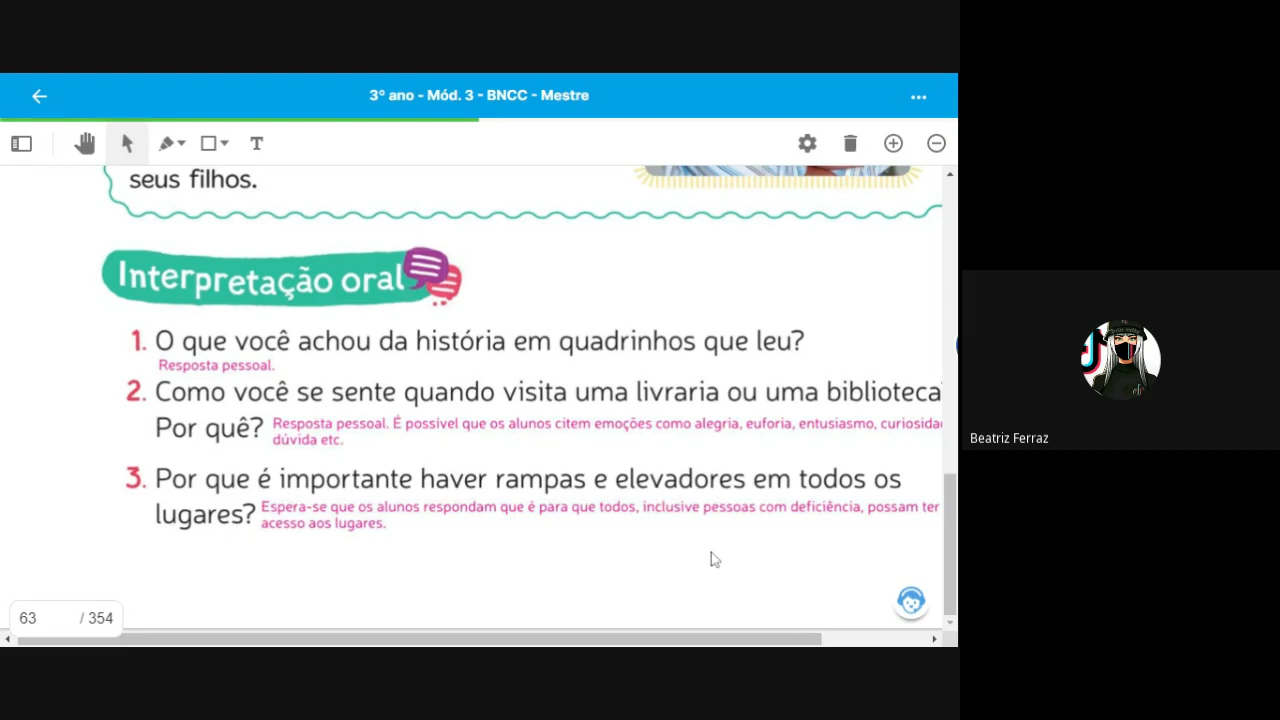 3º ano - Mód. 3 - BNCC - Mestre
T
seus filhos.
Interpretação oral
1. O que você achou da história em quadrinhos que leu?
Resposta pessoal.
2. Como você se sente quando visita uma livraria ou uma biblioteca
Por quê? Resposta pessoal. É possível que os alunos citem emoções como alegria, euforia, entusiasmo,
dúvida etc.
3. Por que é importante haver rampas e elevadores em todos os
lugares? Espera-se que os alunos respondam que é para que todos, inclusive pessoas com deficiência, possam ter
acesso aos lugares.
63 / 354
Beatriz Ferraz